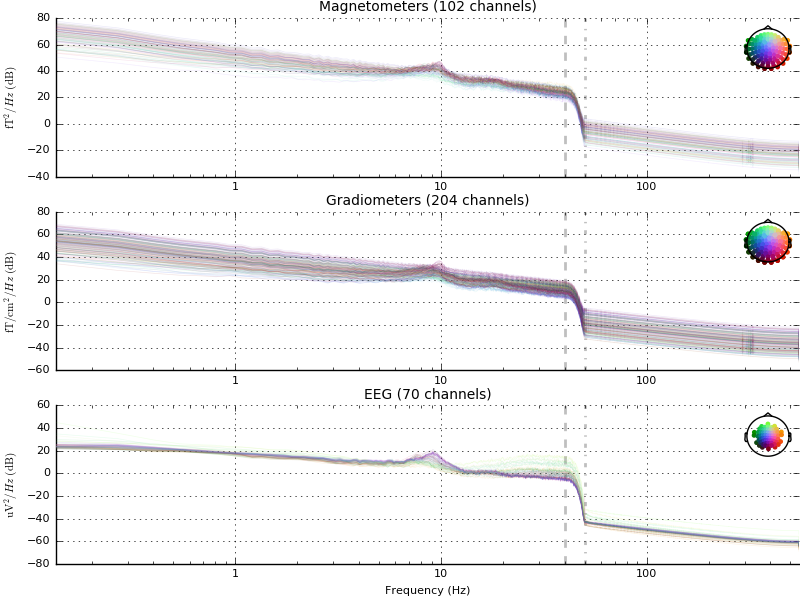 Magnetometers (102 channels)
80
60
40
20
0
−20
−40
fT²/Hz (dB)
1 10 100
Gradiometers (204 channels)
80
60
40
20
0
−20
−40
−60
fT/cm²/Hz (dB)
1 10 100
EEG (70 channels)
60
40
20
0
−20
−40
−60
−80
uV²/Hz (dB)
1 10 100
Frequency (Hz)